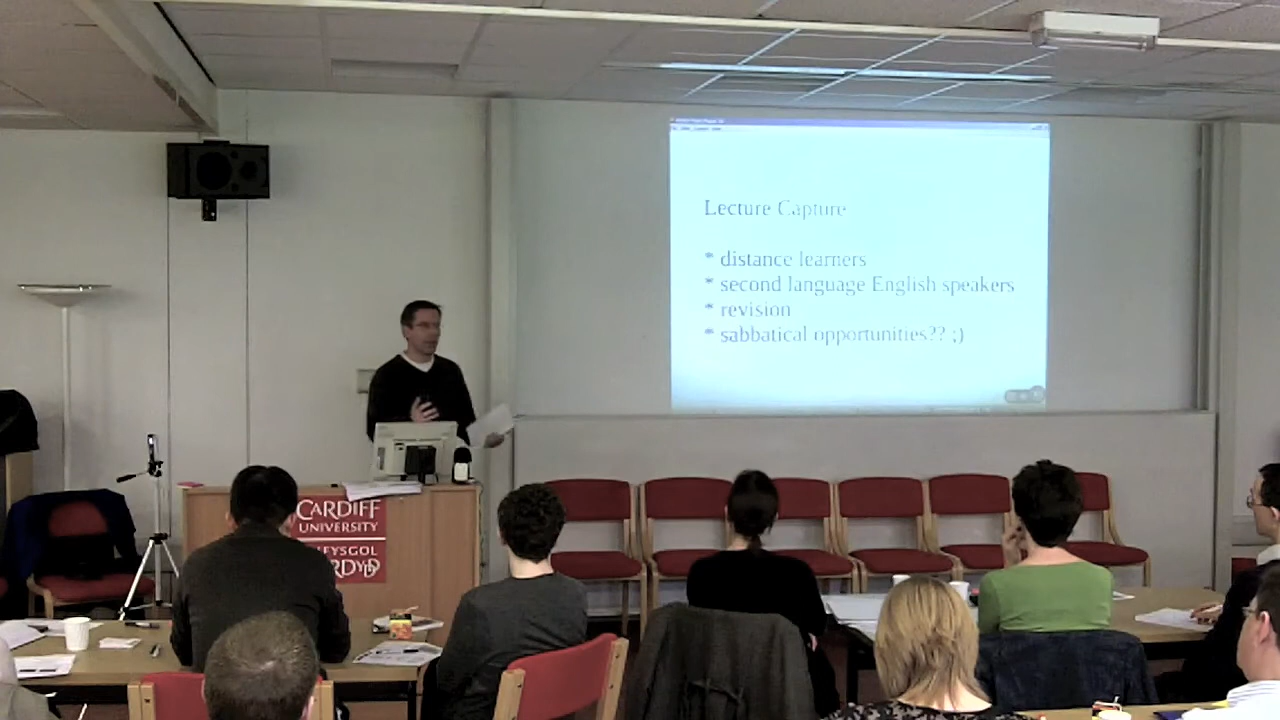 Lecture Capture
* distance learners
* second language English speakers
* revision
* sabbatical opportunities?? ;)
CARDIFF
UNIVERSITY